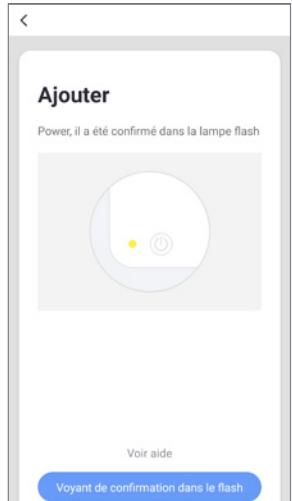 Ajouter
Power, il a été confirmé dans la lampe flash
Voir aide
Voyant de confirmation dans le flash